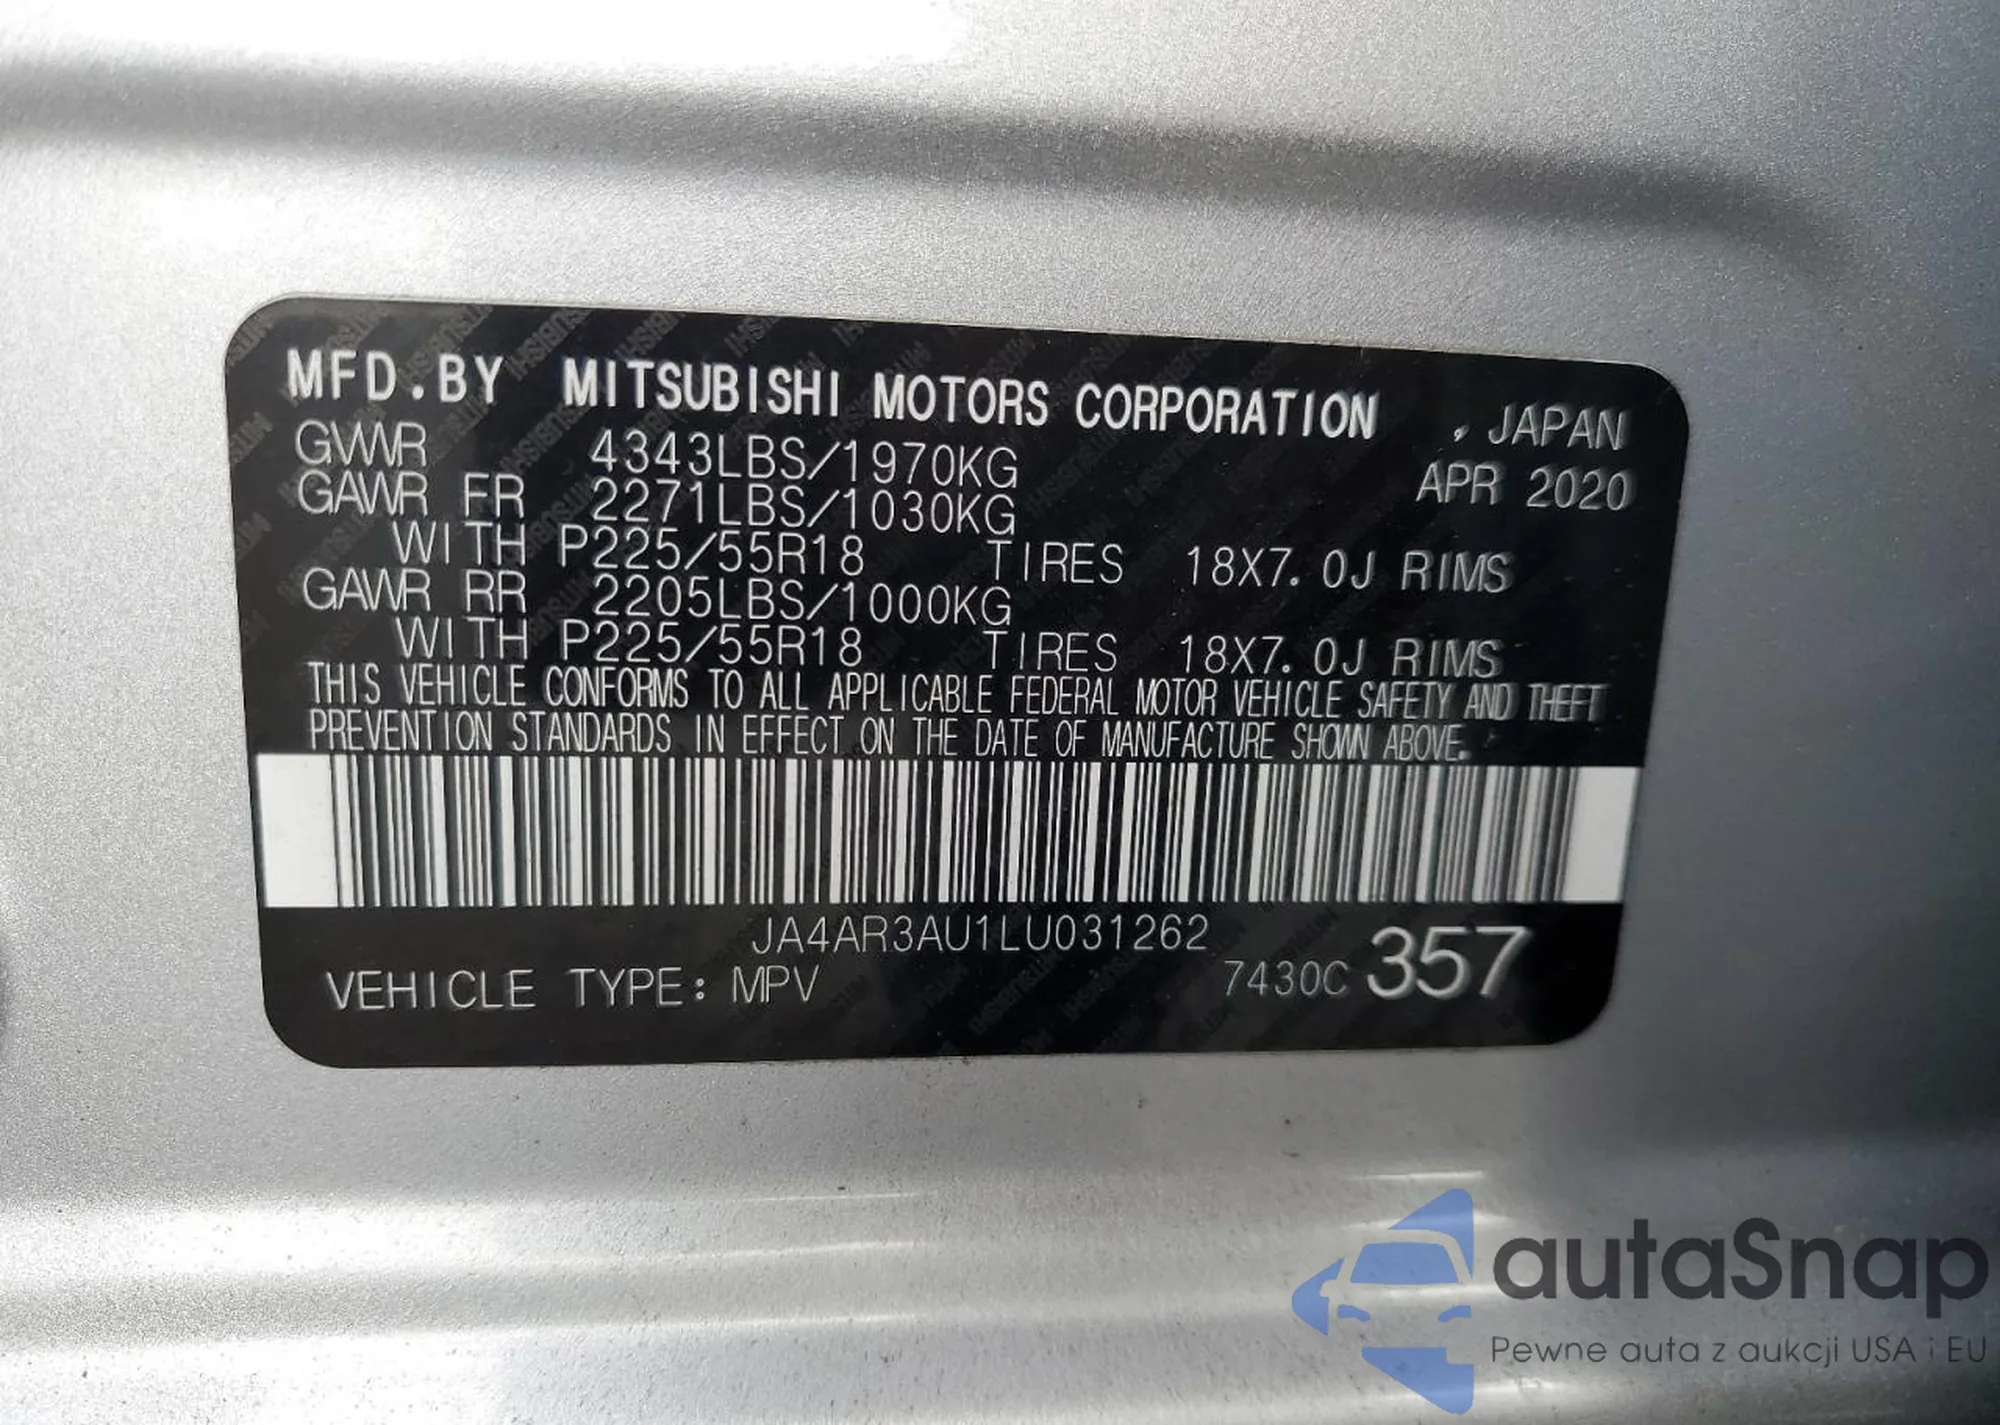 MFD.BY MITSUBISHI MOTORS CORPORATION , JAPAN
GVWR 4343LBS/1970KG APR 2020
GAWR FR 2271LBS/1030KG
WITH P225/55R18 TIRES 18X7.0J RIMS
GAWR RR 2205LBS/1000KG
WITH P225/55R18 TIRES 18X7.0J RIMS
THIS VEHICLE CONFORMS TO ALL APPLICABLE FEDERAL MOTOR VEHICLE SAFETY AND THEFT
PREVENTION STANDARDS IN EFFECT ON THE DATE OF MANUFACTURE SHOWN ABOVE.
JA4AR3AU1LU031262
VEHICLE TYPE: MPV 7430C 357
autaSnap
Pewne auta z aukcji USA i EU